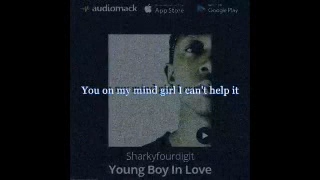 audiomack
App Store
Google Play
You on my mind girl I can't help it
Sharkyfourdigit
Young Boy In Love